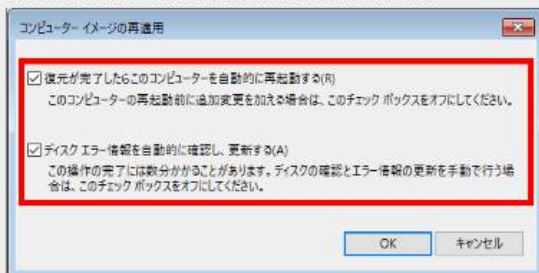 コンピューター イメージの再適用
復元が完了したらこのコンピューターを自動的に再起動する(R)
このコンピューターの再起動前に追加変更を加える場合は、このチェック ボックスをオフにしてください。
ディスク エラー情報を自動的に確認し、更新する(A)
この操作の完了には数分かかることがあります。ディスクの確認とエラー情報の更新を手動で行う場
合は、このチェック ボックスをオフにしてください。
OK
キャンセル